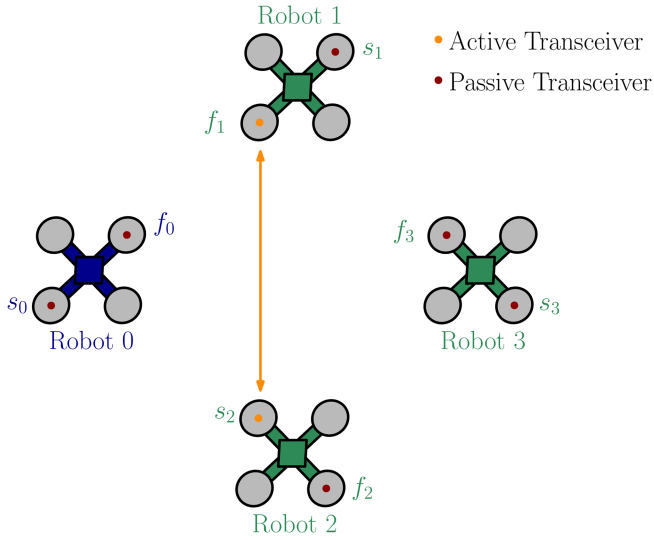 Robot 1
Active Transceiver
s1
Passive Transceiver
f1
f0
f3
s0
s3
Robot 0
Robot 3
s2
f2
Robot 2